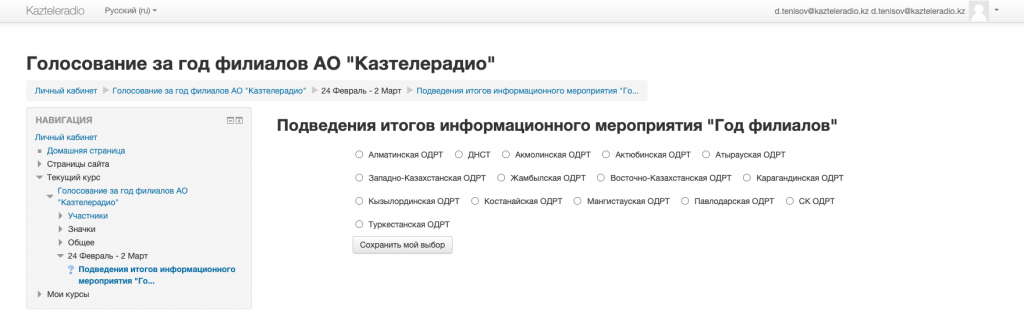 Kazteleradio Русский (ru) d.tenisov@kazteleradio.kz d.tenisov@kazteleradio.kz
Голосование за год филиалов АО "Казтелерадио"
Личный кабинет Голосование за год филиалов АО "Казтелерадио" 24 Февраль - 2 Март Подведения итогов информационного мероприятия "Го...
НАВИГАЦИЯ
Личный кабинет
Домашняя страница
Страницы сайта
Текущий курс
Голосование за год филиалов АО
"Казтелерадио"
Участники
Значки
Общее
24 Февраль - 2 Март
Подведения итогов информационного
мероприятия "Го...
Мои курсы
Подведения итогов информационного мероприятия "Год филиалов"
Алматинская ОДРТ ДНСТ Акмолинская ОДРТ Актюбинская ОДРТ Атырауская ОДРТ
Западно-Казахстанская ОДРТ Жамбылская ОДРТ Восточно-Казахстанская ОДРТ Карагандинская ОДРТ
Кызылординская ОДРТ Костанайская ОДРТ Мангистауская ОДРТ Павлодарская ОДРТ СК ОДРТ
Туркестанская ОДРТ
Сохранить мой выбор